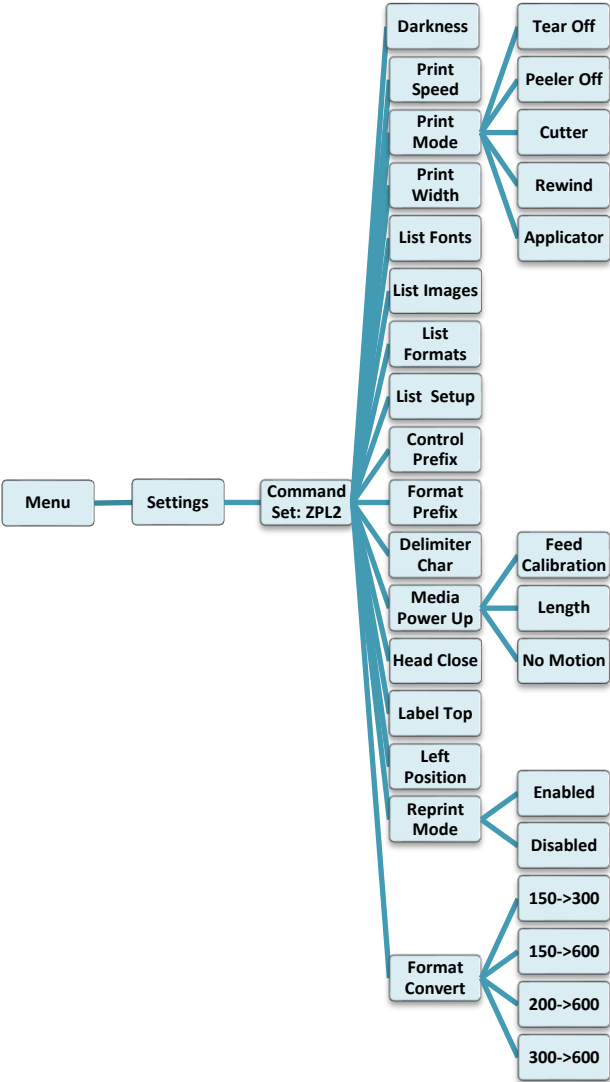 Menu
Settings
Command
Set: ZPL2
Darkness
Print
Speed
Print
Mode
Tear Off
Peeler Off
Cutter
Rewind
Applicator
Print
Width
List Fonts
List Images
List
Formats
List  Setup
Control
Prefix
Format
Prefix
Delimiter
Char
Media
Power Up
Feed
Calibration
Length
No Motion
Head Close
Label Top
Left
Position
Reprint
Mode
Enabled
Disabled
Format
Convert
150->300
150->600
200->600
300->600